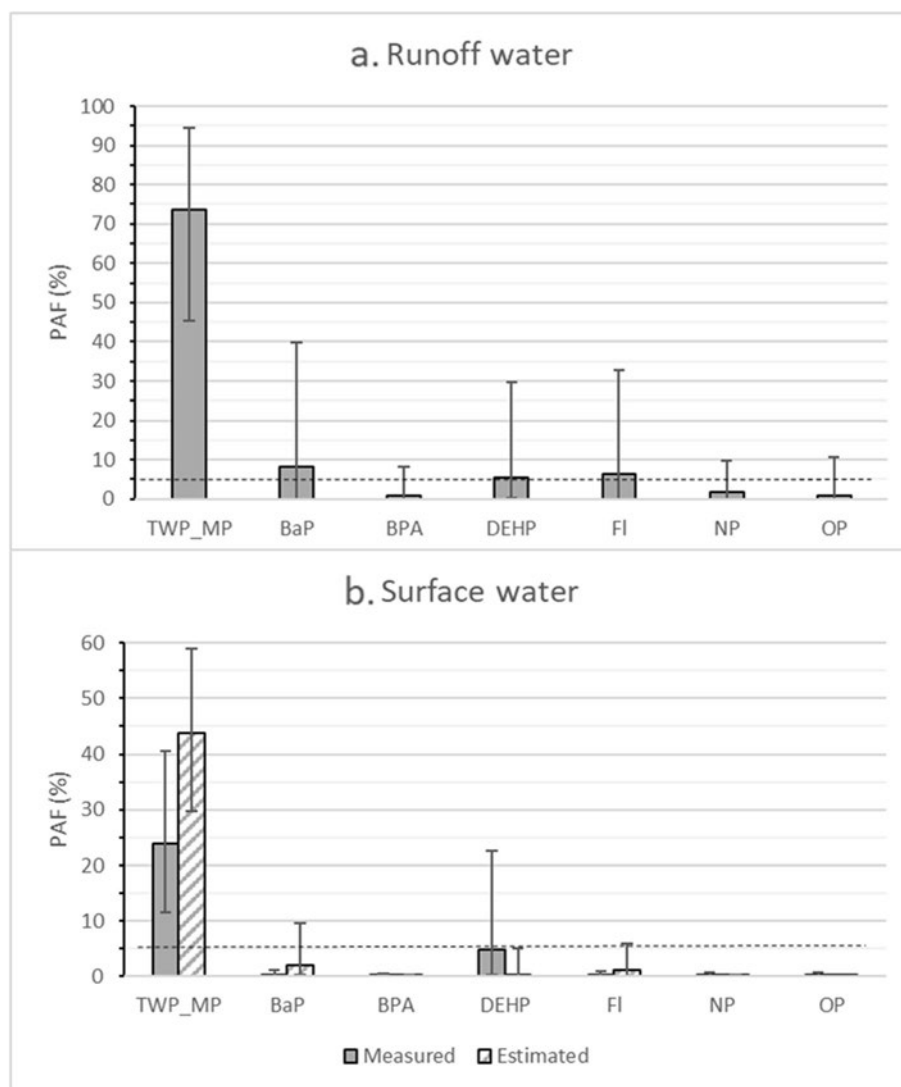 a. Runoff water
100
90
80
70
60
50
40
30
20
10
0
PAF (%)
TWP_MP BaP BPA DEHP Fl NP OP
b. Surface water
60
50
40
30
20
10
0
PAF (%)
TWP_MP BaP BPA DEHP Fl NP OP
Measured Estimated